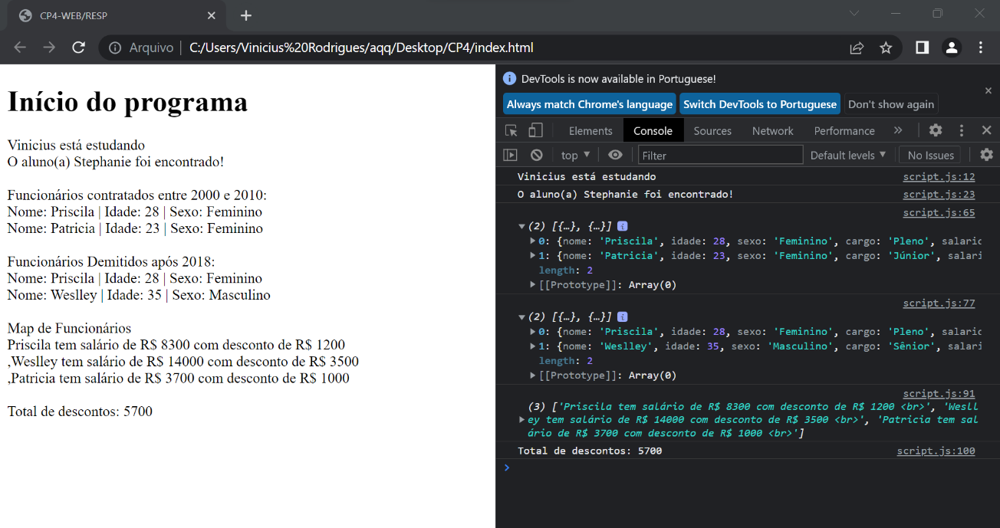 CP4-WEB/RESP
Arquivo | C:/Users/Vinicius%20Rodrigues/aqq/Desktop/CP4/index.html
Início do programa
Vinicius está estudando
O aluno(a) Stephanie foi encontrado!
Funcionários contratados entre 2000 e 2010:
Nome: Priscila | Idade: 28 | Sexo: Feminino
Nome: Patricia | Idade: 23 | Sexo: Feminino
Funcionários Demitidos após 2018:
Nome: Priscila | Idade: 28 | Sexo: Feminino
Nome: Weslley | Idade: 35 | Sexo: Masculino
Map de Funcionários
Priscila tem salário de R$ 8300 com desconto de R$ 1200
,Weslley tem salário de R$ 14000 com desconto de R$ 3500
,Patricia tem salário de R$ 3700 com desconto de R$ 1000
Total de descontos: 5700
DevTools is now available in Portuguese!
Always match Chrome's language Switch DevTools to Portuguese Don't show again
Elements Console Sources Network Performance »
top Filter Default levels No Issues
Vinicius está estudando script.js:12
O aluno(a) Stephanie foi encontrado! script.js:23
script.js:65
(2) [{…}, {…}] i
0: {nome: 'Priscila', idade: 28, sexo: 'Feminino', cargo: 'Pleno', salario
1: {nome: 'Patricia', idade: 23, sexo: 'Feminino', cargo: 'Júnior', salari
length: 2
[[Prototype]]: Array(0)
script.js:77
(2) [{…}, {…}] i
0: {nome: 'Priscila', idade: 28, sexo: 'Feminino', cargo: 'Pleno', salario
1: {nome: 'Weslley', idade: 35, sexo: 'Masculino', cargo: 'Sênior', salari
length: 2
[[Prototype]]: Array(0)
script.js:91
(3) ['Priscila tem salário de R$ 8300 com desconto de R$ 1200 <br>', 'Wesll
ey tem salário de R$ 14000 com desconto de R$ 3500 <br>', 'Patricia tem sal
ário de R$ 3700 com desconto de R$ 1000 <br>']
Total de descontos: 5700 script.js:100